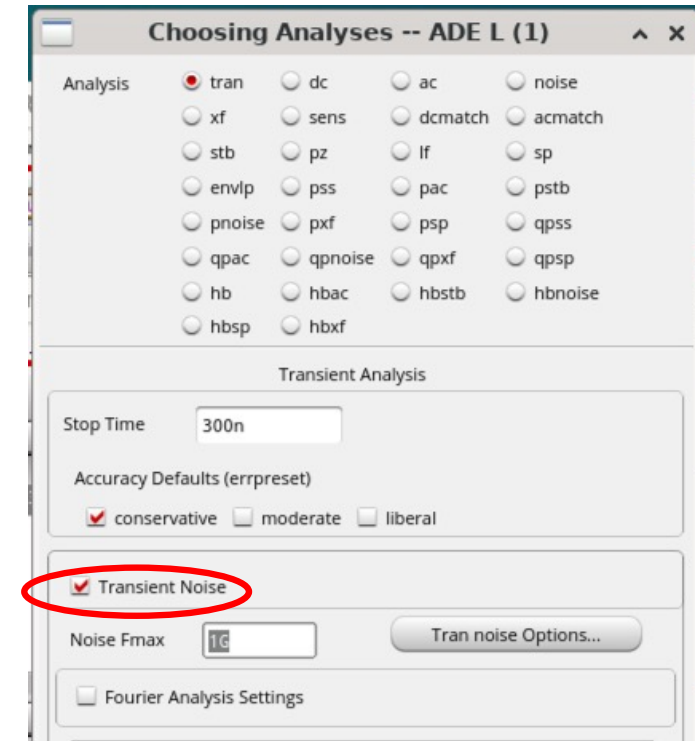 Choosing Analyses -- ADE L (1)
Analysis tran dc ac noise
xf sens dcmatch acmatch
stb pz lf sp
envlp pss pac pstb
pnoise pxf psp qpss
qpac qpnoise qpxf qpsp
hb hbac hbstb hbnoise
hbsp hbxf
Transient Analysis
Stop Time 300n
Accuracy Defaults (errpreset)
conservative moderate liberal
Transient Noise
Noise Fmax 1G Tran noise Options...
Fourier Analysis Settings